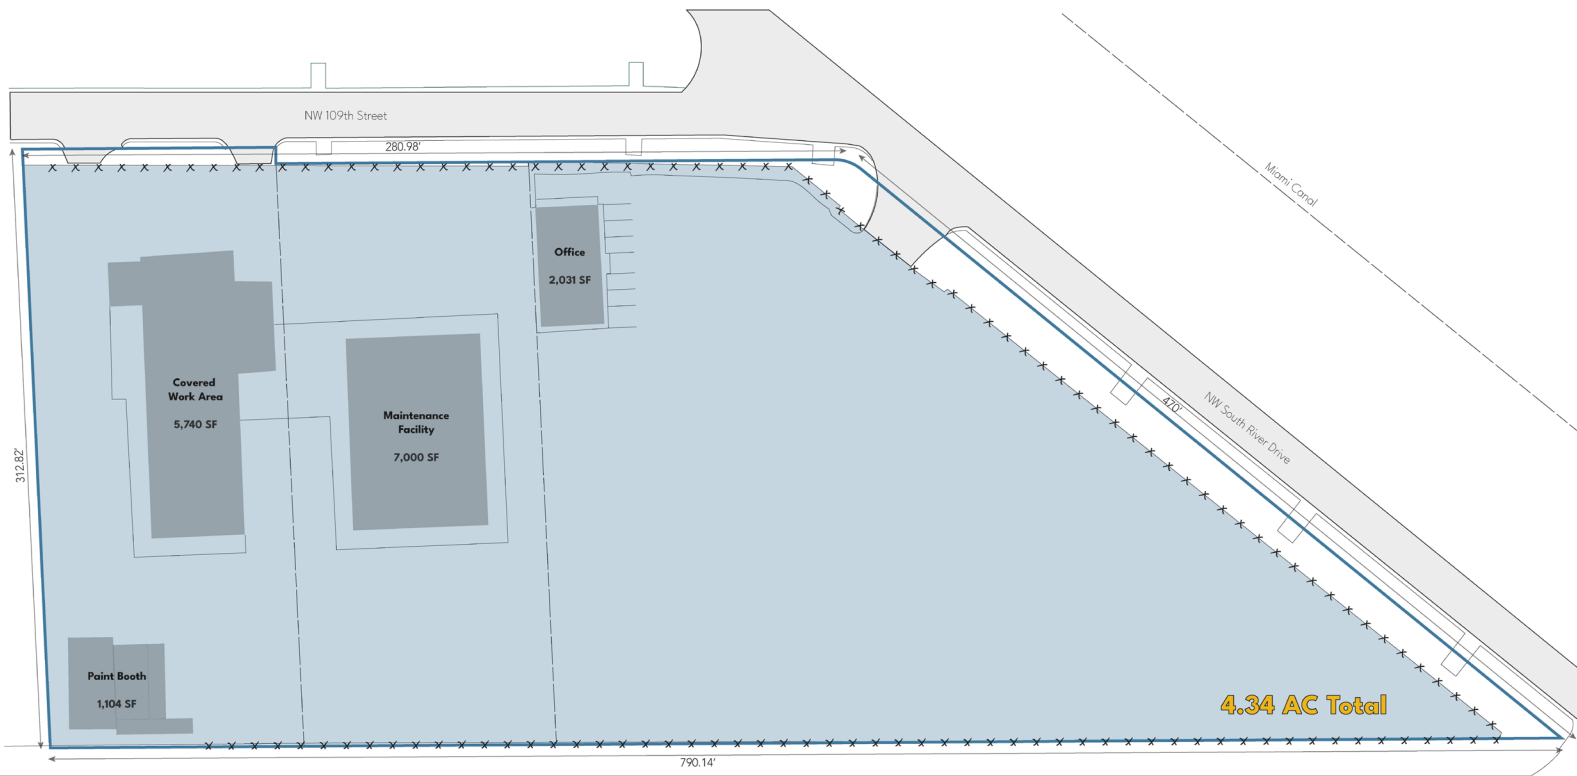 NW 109th Street
280.98'
Miami Canal
Office
2,031 SF
Covered
Work Area
5,740 SF
Maintenance
Facility
7,000 SF
470'
NW South River Drive
312.82'
Paint Booth
1,104 SF
4.34 AC Total
790.14'